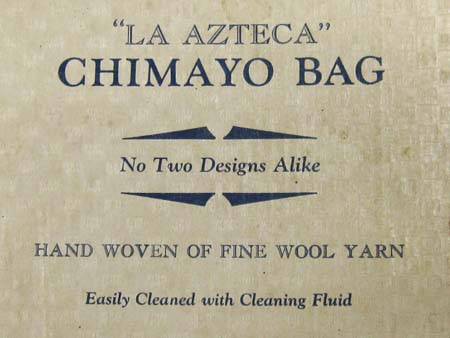 "LA AZTECA"
CHIMAYO BAG
No Two Designs Alike
HAND WOVEN OF FINE WOOL YARN
Easily Cleaned with Cleaning Fluid